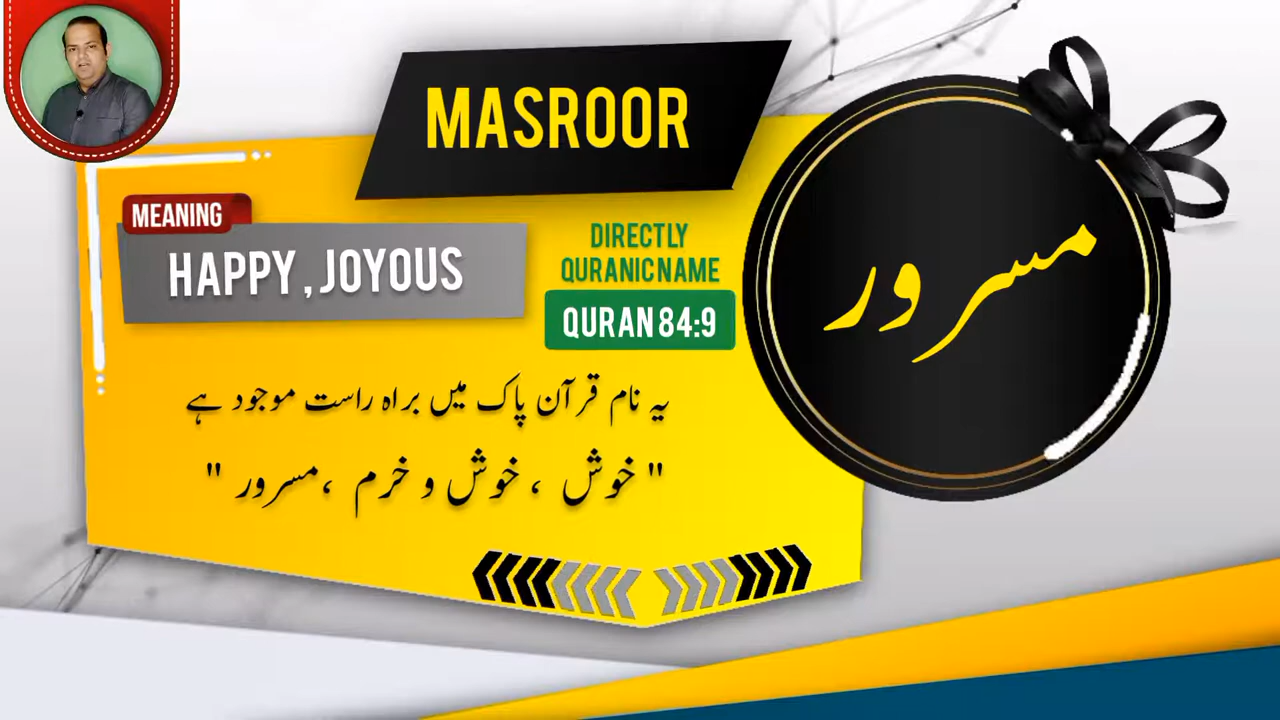 MASROOR
MEANING
HAPPY, JOYOUS
DIRECTLY
QURANIC NAME
QURAN 84:9
مسرور
یہ نام قرآن پاک میں براہ راست موجود ہے
" خوش ، خوش و خرم ،مسرور "